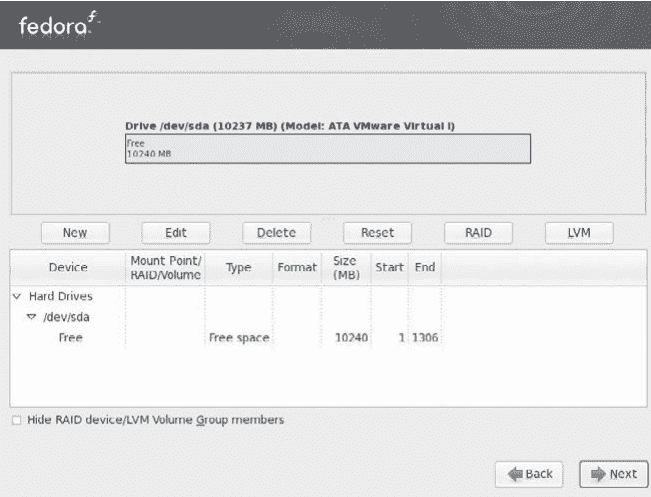 fedora
Drive /dev/sda (10237 MB) (Model: ATA VMware Virtual I)
Free
10240 MB
New Edit Delete Reset RAID LVM
Device Mount Point/ RAID/Volume Type Format Size (MB) Start End
Hard Drives
/dev/sda
Free Free space 10240 1 1306
Hide RAID device/LVM Volume Group members
Back Next